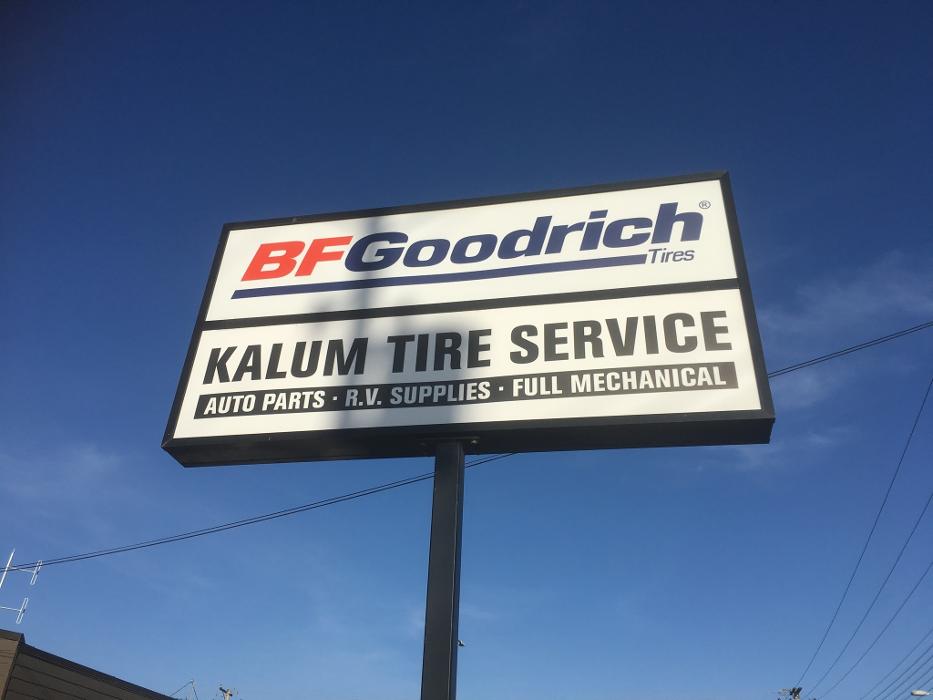 BFGoodrich®
Tires
KALUM TIRE SERVICE
AUTO PARTS · R.V. SUPPLIES · FULL MECHANICAL